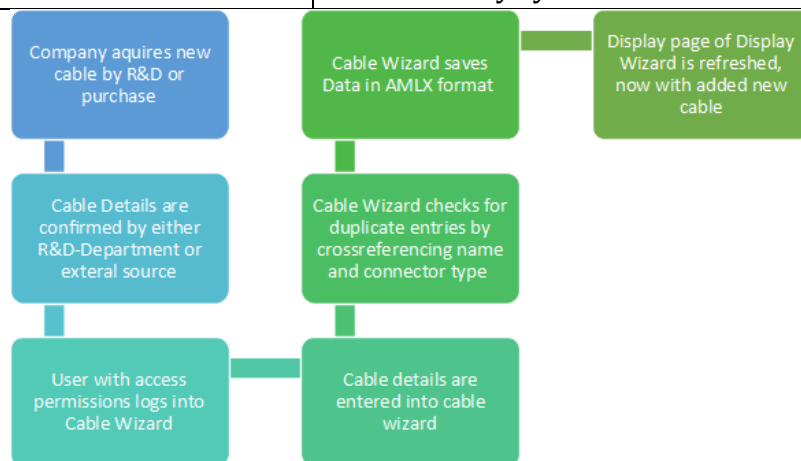 Company aquires new
cable by R&D or
purchase
Cable Details are
confirmed by either
R&D-Department or
exteral source
User with access
permissions logs into
Cable Wizard
Cable details are
entered into cable
wizard
Cable Wizard checks for
duplicate entries by
crossreferencing name
and connector type
Cable Wizard saves
Data in AMLX format
Display page of Display
Wizard is refreshed,
now with added new
cable